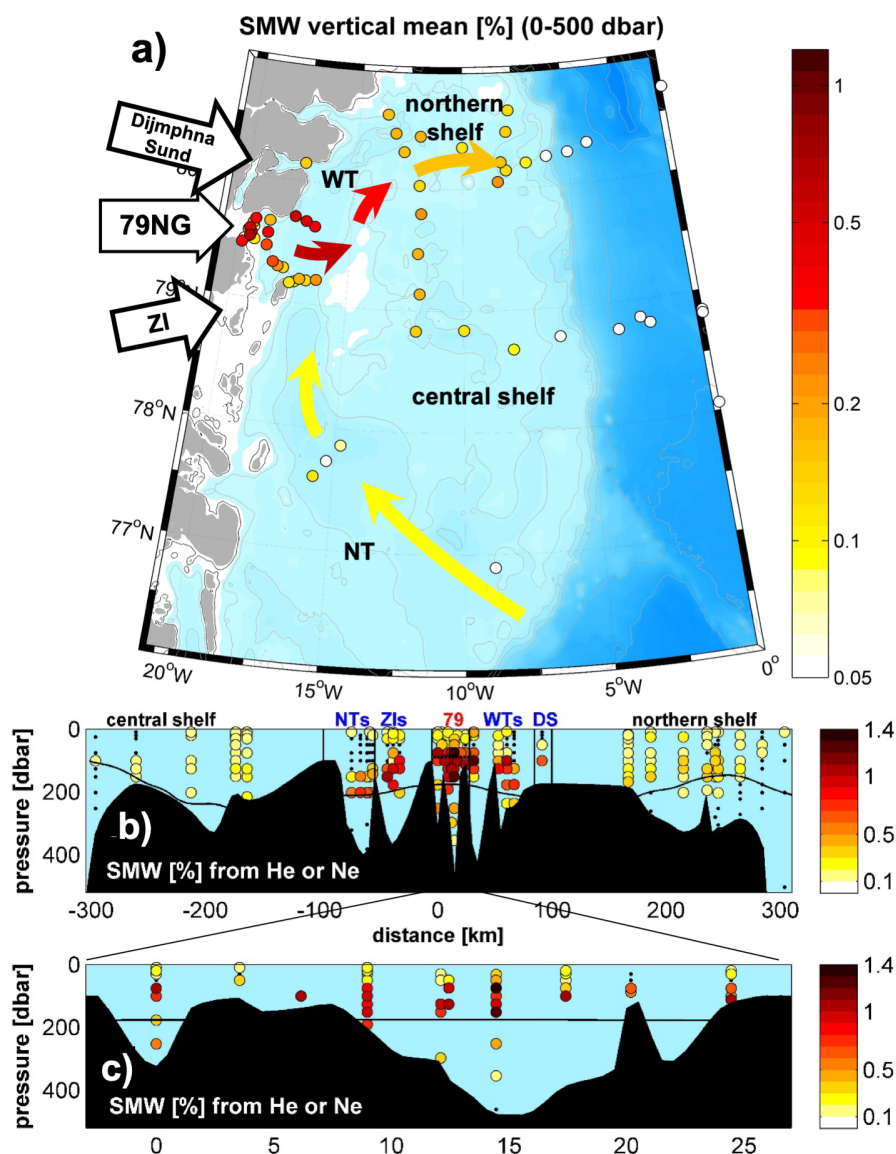 SMW vertical mean [%] (0-500 dbar)
a)
northern
shelf
Dijmphna
Sund
WT
79NG
79°N
ZI
central shelf
78°N
77°N
NT
20°W
15°W
10°W
5°W
0°
1
0.5
0.2
0.1
0.05
central shelf
NTs
ZIs
79
WTs
DS
northern shelf
0
200
400
pressure [dbar]
b)
SMW [%] from He or Ne
-300
-200
-100
0
100
200
300
distance [km]
1.4
1
0.5
0.1
0
200
400
pressure [dbar]
c)
SMW [%] from He or Ne
0
5
10
15
20
25
1.4
1
0.5
0.1